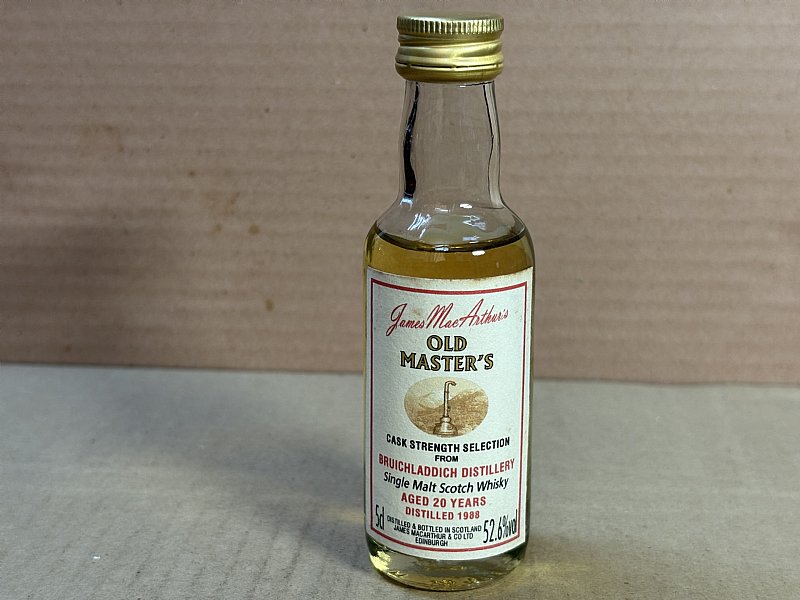 James MacArthur's
OLD
MASTER'S
CASK STRENGTH SELECTION
FROM
BRUICHLADDICH DISTILLERY
Single Malt Scotch Whisky
AGED 20 YEARS
DISTILLED 1988
5cl DISTILLED & BOTTLED IN SCOTLAND 52.6%vol
JAMES MACARTHUR & CO LTD
EDINBURGH